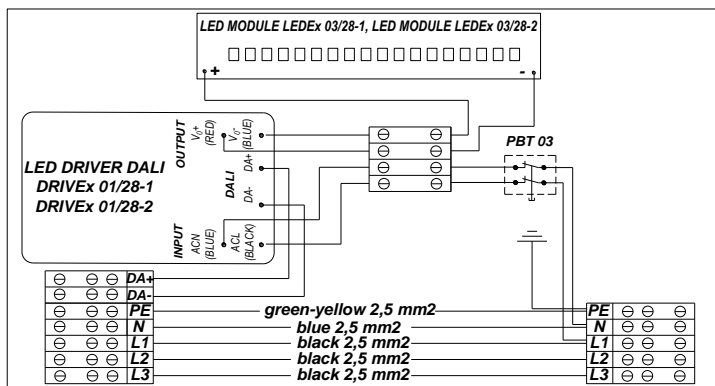 LED MODULE LEDEx 03/28-1, LED MODULE LEDEx 03/28-2
+ -
OUTPUT
V0+
(RED)
V0-
(BLUE)
LED DRIVER DALI
DRIVEx 01/28-1
DRIVEx 01/28-2
DALI
DA+
DA-
INPUT
ACN
(BLUE)
ACL
(BLACK)
PBT 03
DA+
DA-
PE green-yellow 2,5 mm2 PE
N blue 2,5 mm2 N
L1 black 2,5 mm2 L1
L2 black 2,5 mm2 L2
L3 black 2,5 mm2 L3